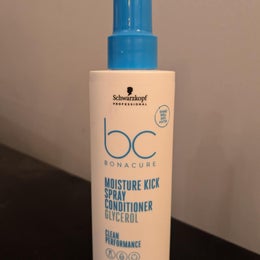 Schwarzkopf
PROFESSIONAL
bc
BONACURE
MOISTURE KICK
SPRAY
CONDITIONER
GLYCEROL
CLEAN
PERFORMANCE